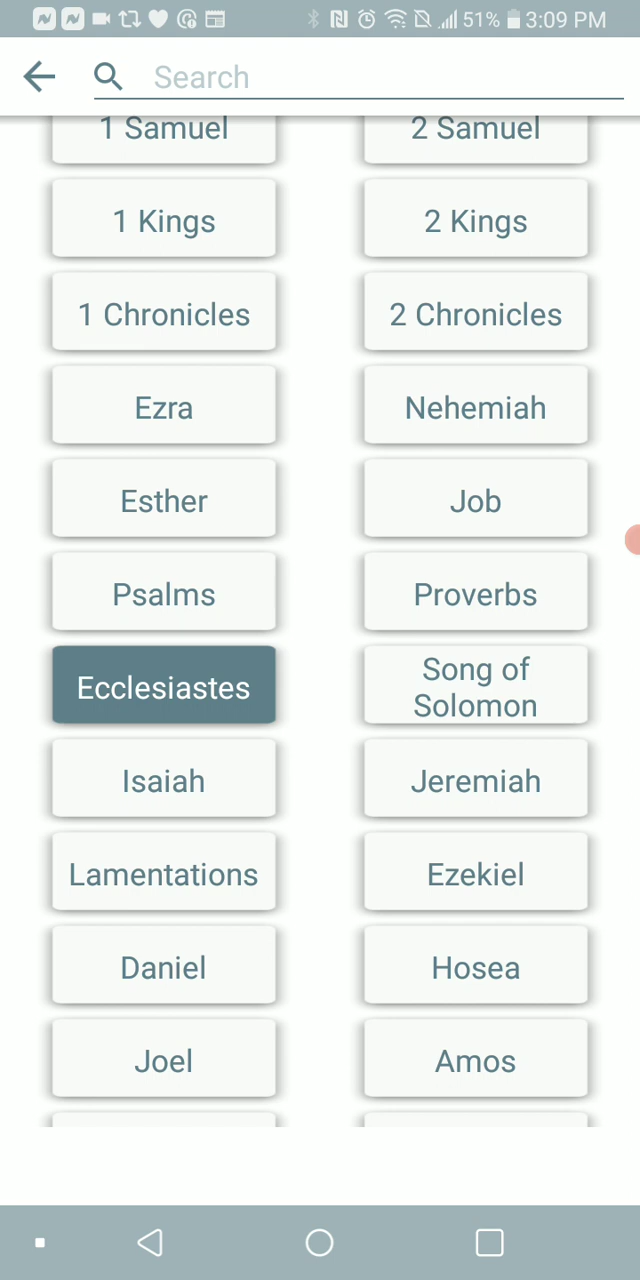 51% 3:09 PM
Search
1 Samuel 2 Samuel
1 Kings 2 Kings
1 Chronicles 2 Chronicles
Ezra Nehemiah
Esther Job
Psalms Proverbs
Ecclesiastes Song of
Solomon
Isaiah Jeremiah
Lamentations Ezekiel
Daniel Hosea
Joel Amos